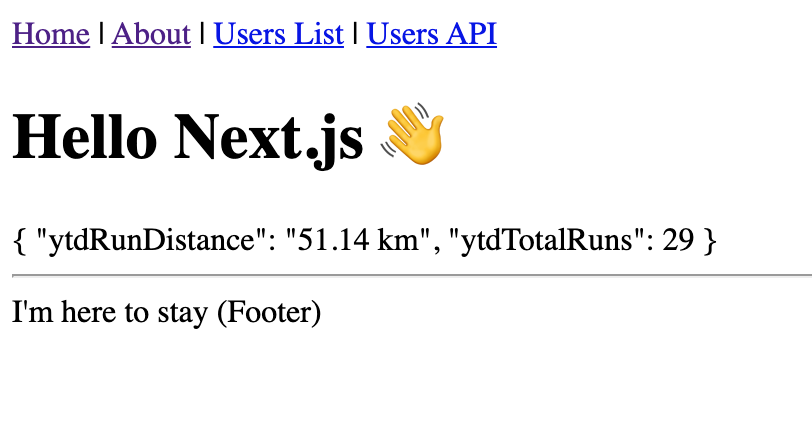 Home | About | Users List | Users API
Hello Next.js 👋
{ "ytdRunDistance": "51.14 km", "ytdTotalRuns": 29 }
I'm here to stay (Footer)